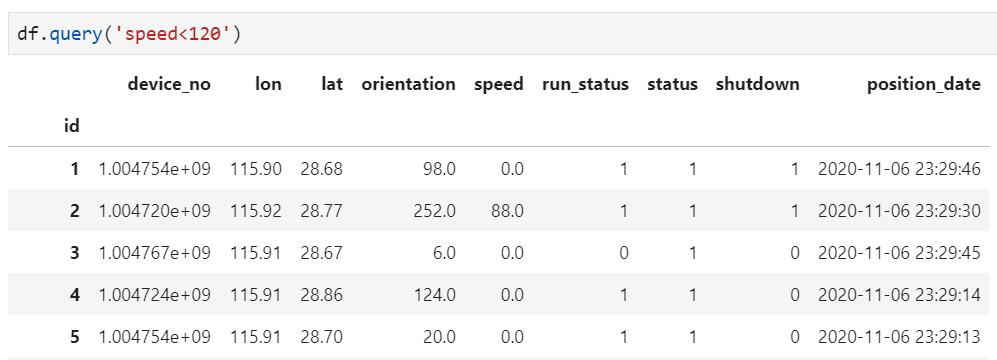 df.query('speed<120')
device_no lon lat orientation speed run_status status shutdown position_date
id
1 1.004754e+09 115.90 28.68 98.0 0.0 1 1 1 2020-11-06 23:29:46
2 1.004720e+09 115.92 28.77 252.0 88.0 1 1 1 2020-11-06 23:29:30
3 1.004767e+09 115.91 28.67 6.0 0.0 0 1 0 2020-11-06 23:29:45
4 1.004724e+09 115.91 28.86 124.0 0.0 1 1 0 2020-11-06 23:29:14
5 1.004754e+09 115.91 28.70 20.0 0.0 1 1 0 2020-11-06 23:29:13